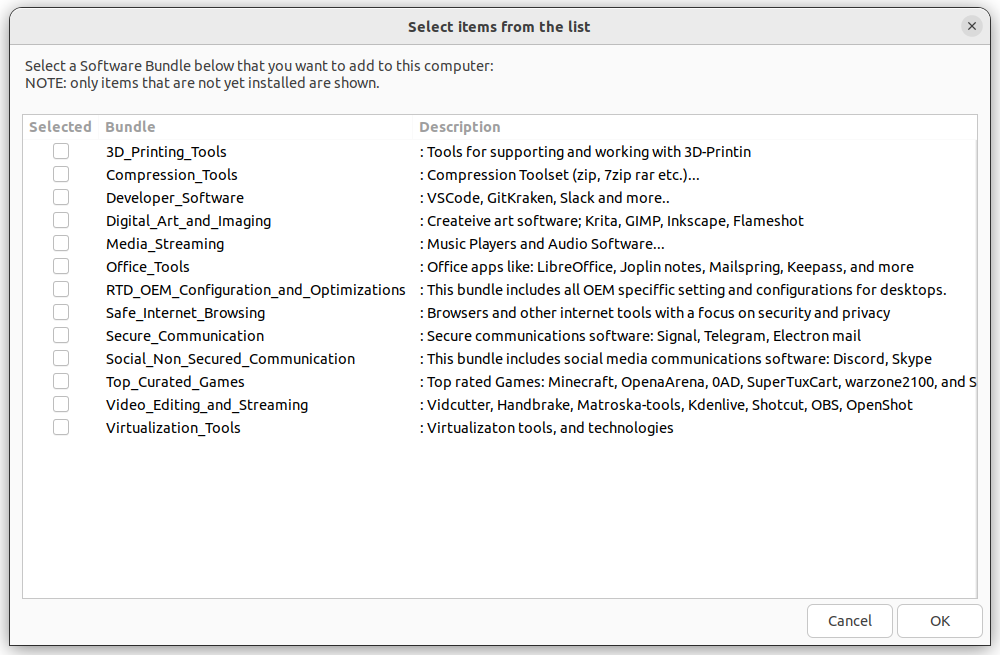 Select items from the list
Select a Software Bundle below that you want to add to this computer:
NOTE: only items that are not yet installed are shown.
Selected Bundle Description
3D_Printing_Tools : Tools for supporting and working with 3D-Printin
Compression_Tools : Compression Toolset (zip, 7zip rar etc.)...
Developer_Software : VSCode, GitKraken, Slack and more..
Digital_Art_and_Imaging : Createive art software; Krita, GIMP, Inkscape, Flameshot
Media_Streaming : Music Players and Audio Software...
Office_Tools : Office apps like: LibreOffice, Joplin notes, Mailspring, Keepass, and more
RTD_OEM_Configuration_and_Optimizations : This bundle includes all OEM speciffic setting and configurations for desktops.
Safe_Internet_Browsing : Browsers and other internet tools with a focus on security and privacy
Secure_Communication : Secure communications software: Signal, Telegram, Electron mail
Social_Non_Secured_Communication : This bundle includes social media communications software: Discord, Skype
Top_Curated_Games : Top rated Games: Minecraft, OpenaArena, 0AD, SuperTuxCart, warzone2100, and S
Video_Editing_and_Streaming : Vidcutter, Handbrake, Matroska-tools, Kdenlive, Shotcut, OBS, OpenShot
Virtualization_Tools : Virtualizaton tools, and technologies
Cancel OK